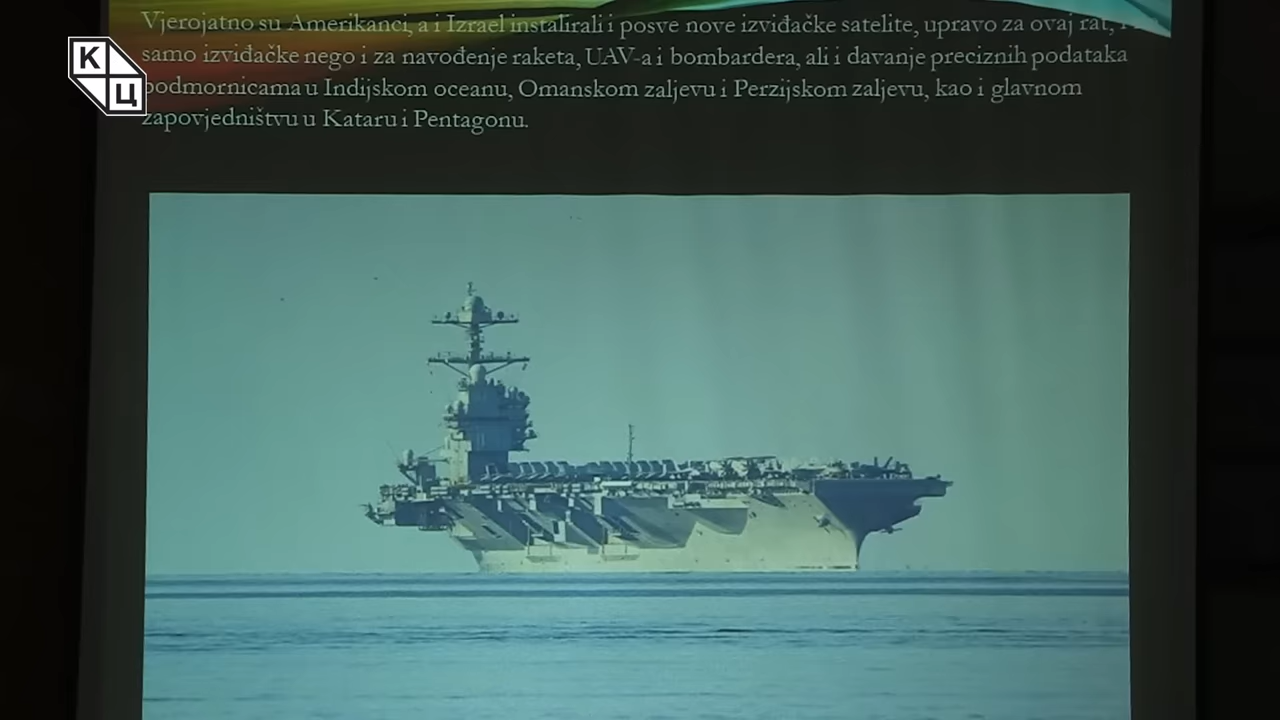 Vjerojatno su Amerikanci, a i Izrael instalirali i posve nove izviđačke satelite, upravo za ovaj rat,
samo izviđačke nego i za navođenje raketa, UAV-a i bombardera, ali i davanje preciznih podataka
podmornicama u Indijskom oceanu, Omanskom zaljevu i Perzijskom zaljevu, kao i glavnom
zapovjedništvu u Kataru i Pentagonu.
К
Ц